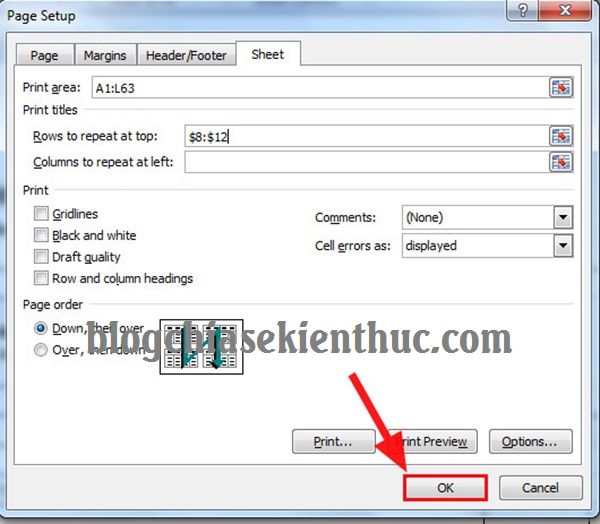 Page Setup
Page Margins Header/Footer Sheet
Print area: A1:L63
Print titles
Rows to repeat at top: $8:$12
Columns to repeat at left:
Print
Gridlines Comments: (None)
Black and white
Cell errors as: displayed
Draft quality
Row and column headings
Page order
Down, then over
Over, then down
blogchiasekienthuc.com
Print... Print Preview Options...
OK Cancel